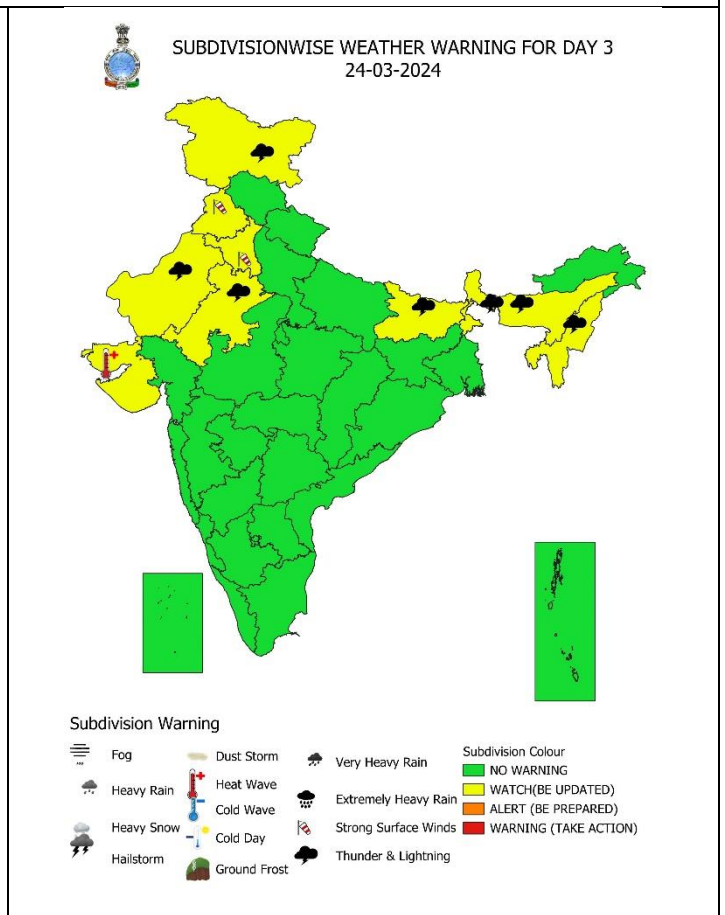 SUBDIVISIONWISE WEATHER WARNING FOR DAY 3
24-03-2024
Subdivision Warning
Fog
Heavy Rain
Heavy Snow
Hailstorm
Dust Storm
Heat Wave
Cold Wave
Cold Day
Ground Frost
Very Heavy Rain
Extremely Heavy Rain
Strong Surface Winds
Thunder & Lightning
Subdivision Colour
NO WARNING
WATCH(BE UPDATED)
ALERT (BE PREPARED)
WARNING (TAKE ACTION)